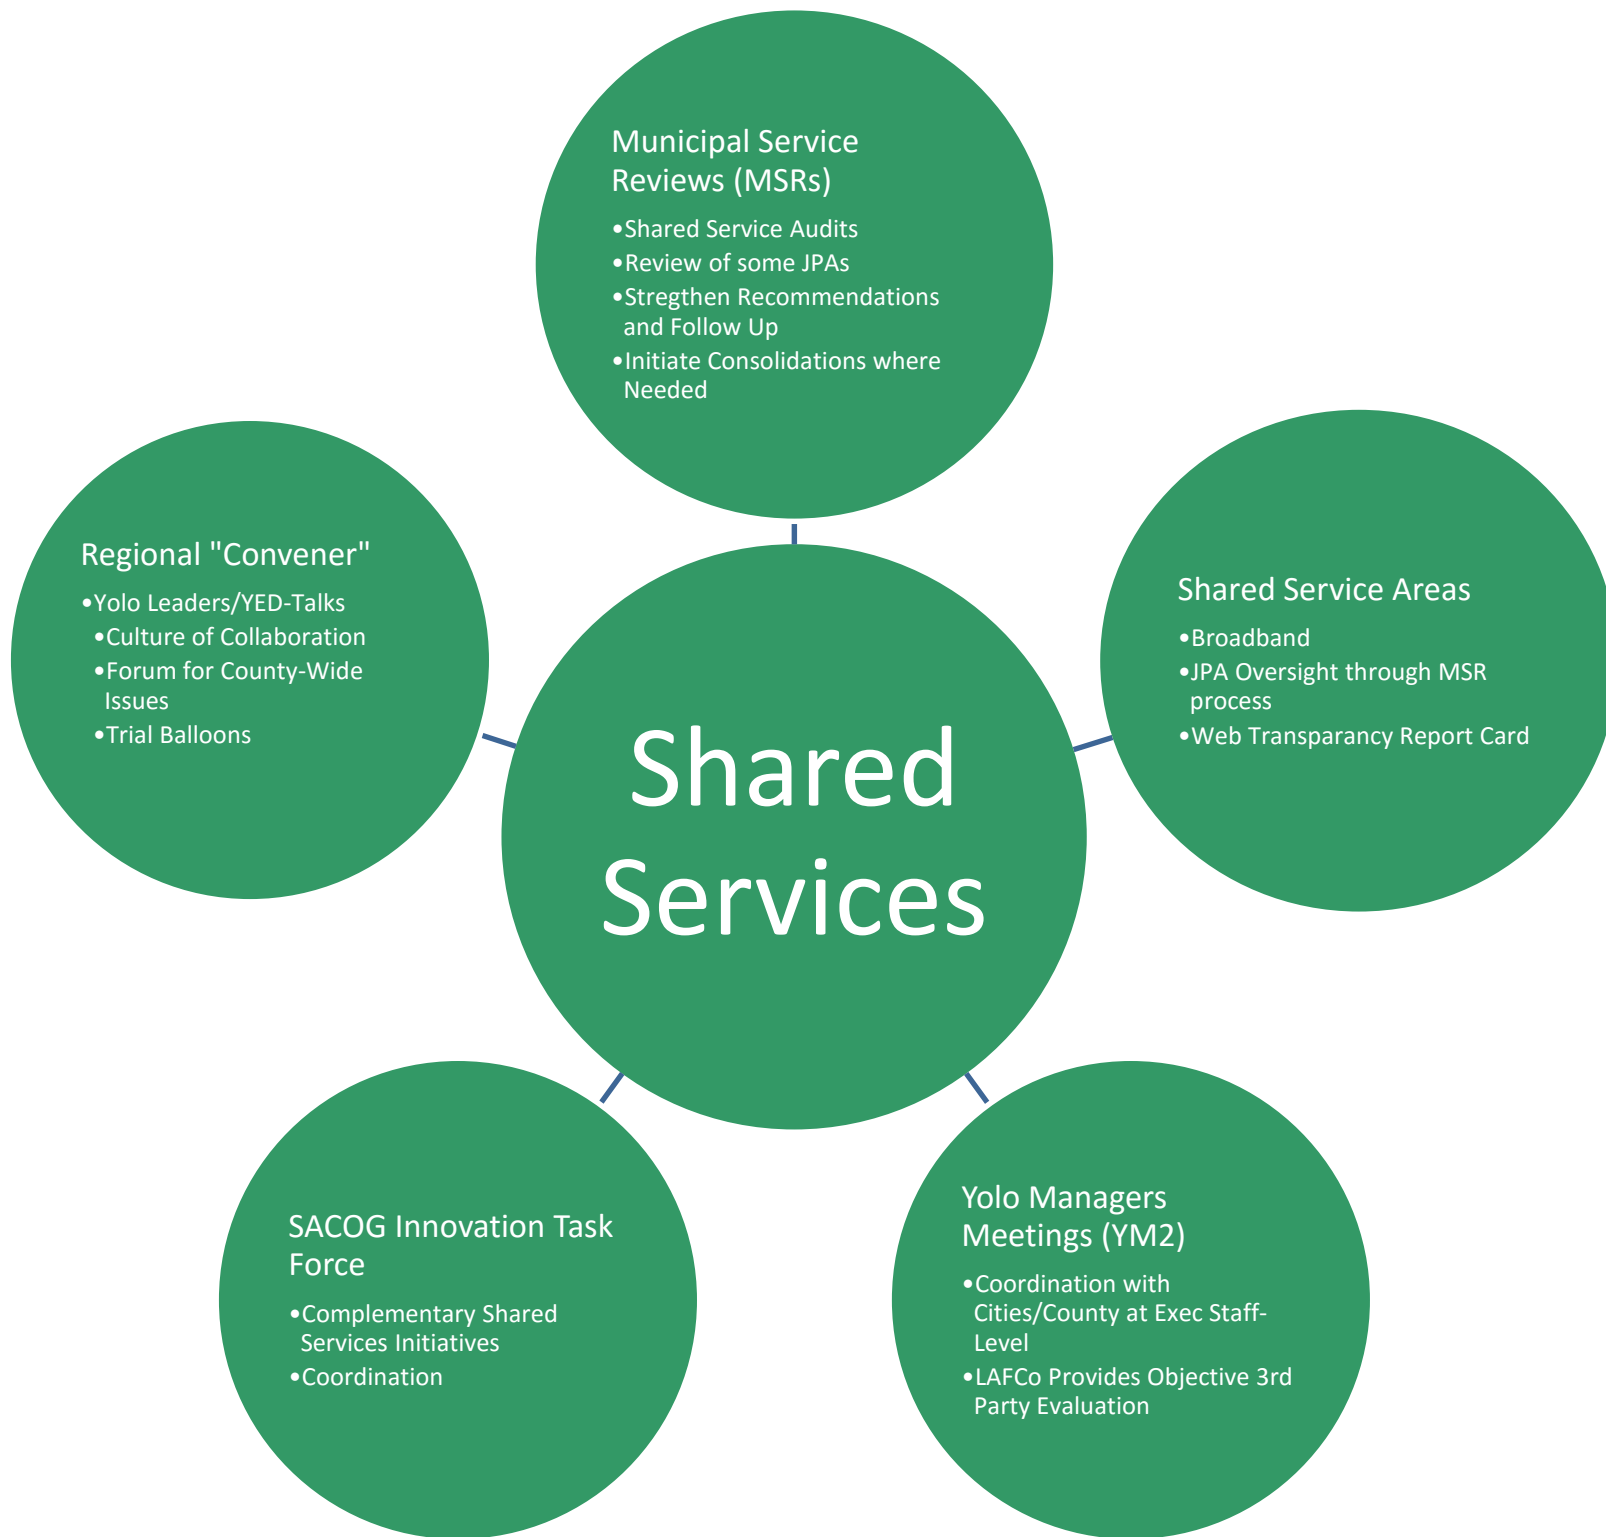 Municipal Service
Reviews (MSRs)
•Shared Service Audits
•Review of some JPAs
•Stregthen Recommendations
and Follow Up
•Initiate Consolidations where
Needed
Shared Service Areas
•Broadband
•JPA Oversight through MSR
process
•Web Transparancy Report Card
Yolo Managers
Meetings (YM2)
•Coordination with
Cities/County at Exec Staff-
Level
•LAFCo Provides Objective 3rd
Party Evaluation
SACOG Innovation Task
Force
•Complementary Shared
Services Initiatives
•Coordination
Regional "Convener"
•Yolo Leaders/YED-Talks
•Culture of Collaboration
•Forum for County-Wide
Issues
•Trial Balloons
Shared
Services